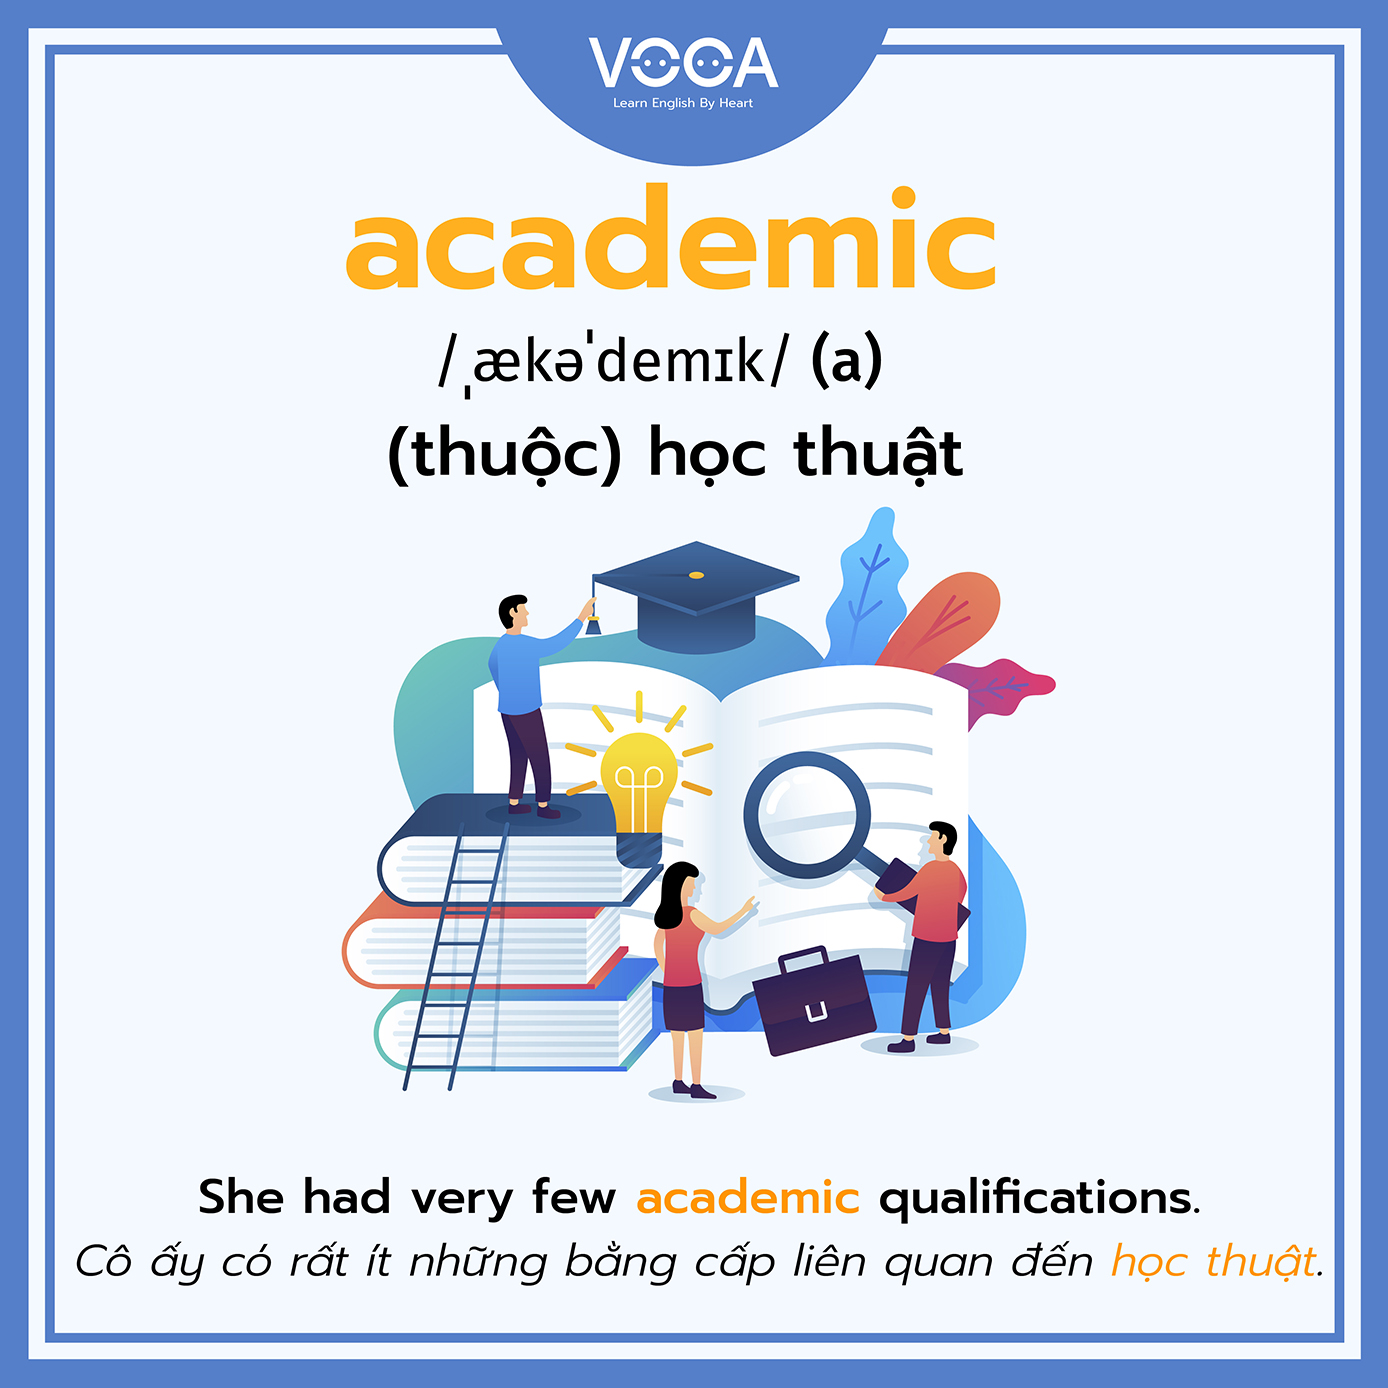 VOCA
Learn English By Heart
academic
/ˌækəˈdemɪk/ (a)
(thuộc) học thuật
She had very few academic qualifications.
Cô ấy có rất ít những bằng cấp liên quan đến học thuật.